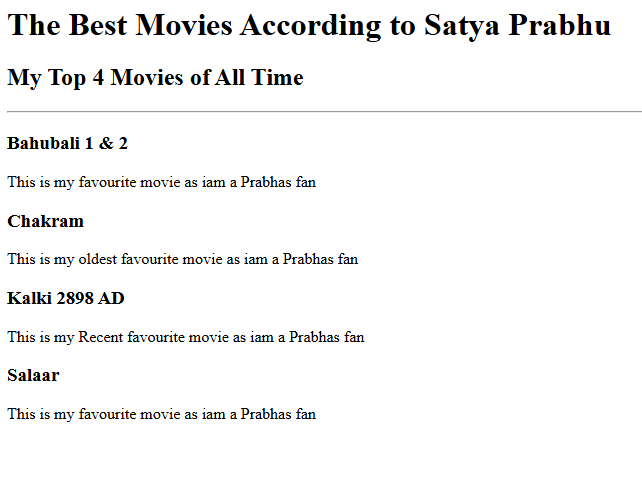 The Best Movies According to Satya Prabhu
My Top 4 Movies of All Time
Bahubali 1 & 2
This is my favourite movie as iam a Prabhas fan
Chakram
This is my oldest favourite movie as iam a Prabhas fan
Kalki 2898 AD
This is my Recent favourite movie as iam a Prabhas fan
Salaar
This is my favourite movie as iam a Prabhas fan